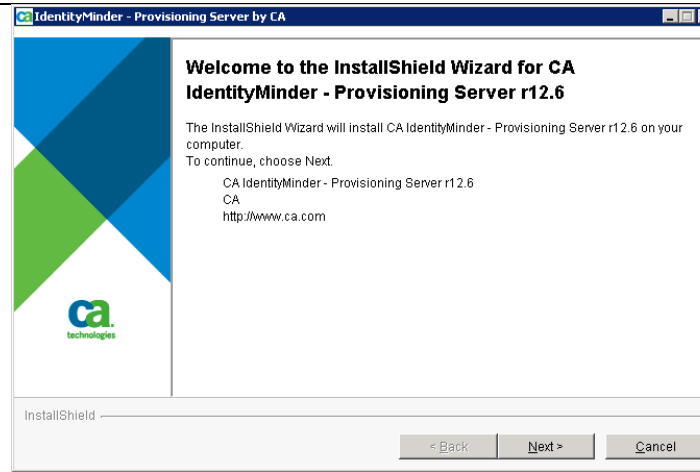 ca IdentityMinder - Provisioning Server by CA
Welcome to the InstallShield Wizard for CA
IdentityMinder - Provisioning Server r12.6
The InstallShield Wizard will install CA IdentityMinder - Provisioning Server r12.6 on your
computer.
To continue, choose Next.
CA IdentityMinder - Provisioning Server r12.6
CA
http://www.ca.com
ca.
technologies
InstallShield
< Back
Next >
Cancel